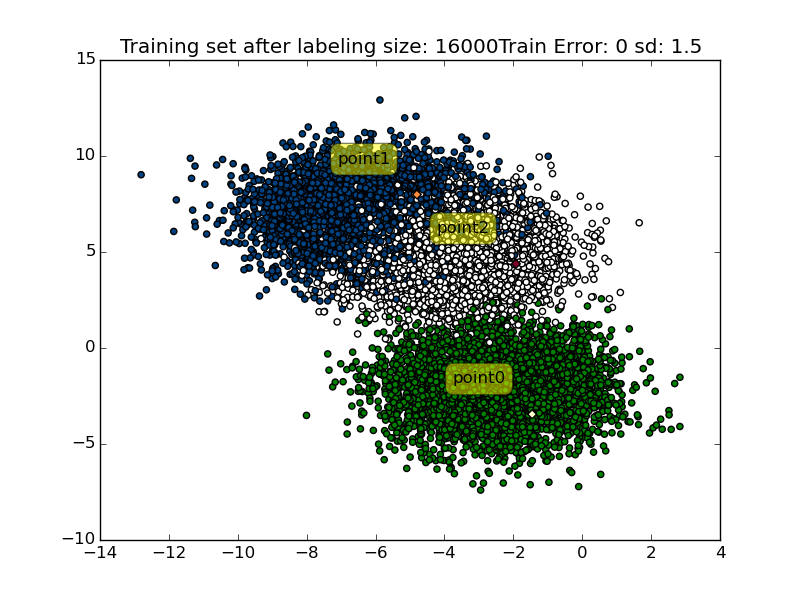 Training set after labeling size: 16000Train Error: 0 sd: 1.5
15
10
5
0
−5
−10
point1
point2
point0
−14 −12 −10 −8 −6 −4 −2 0 2 4